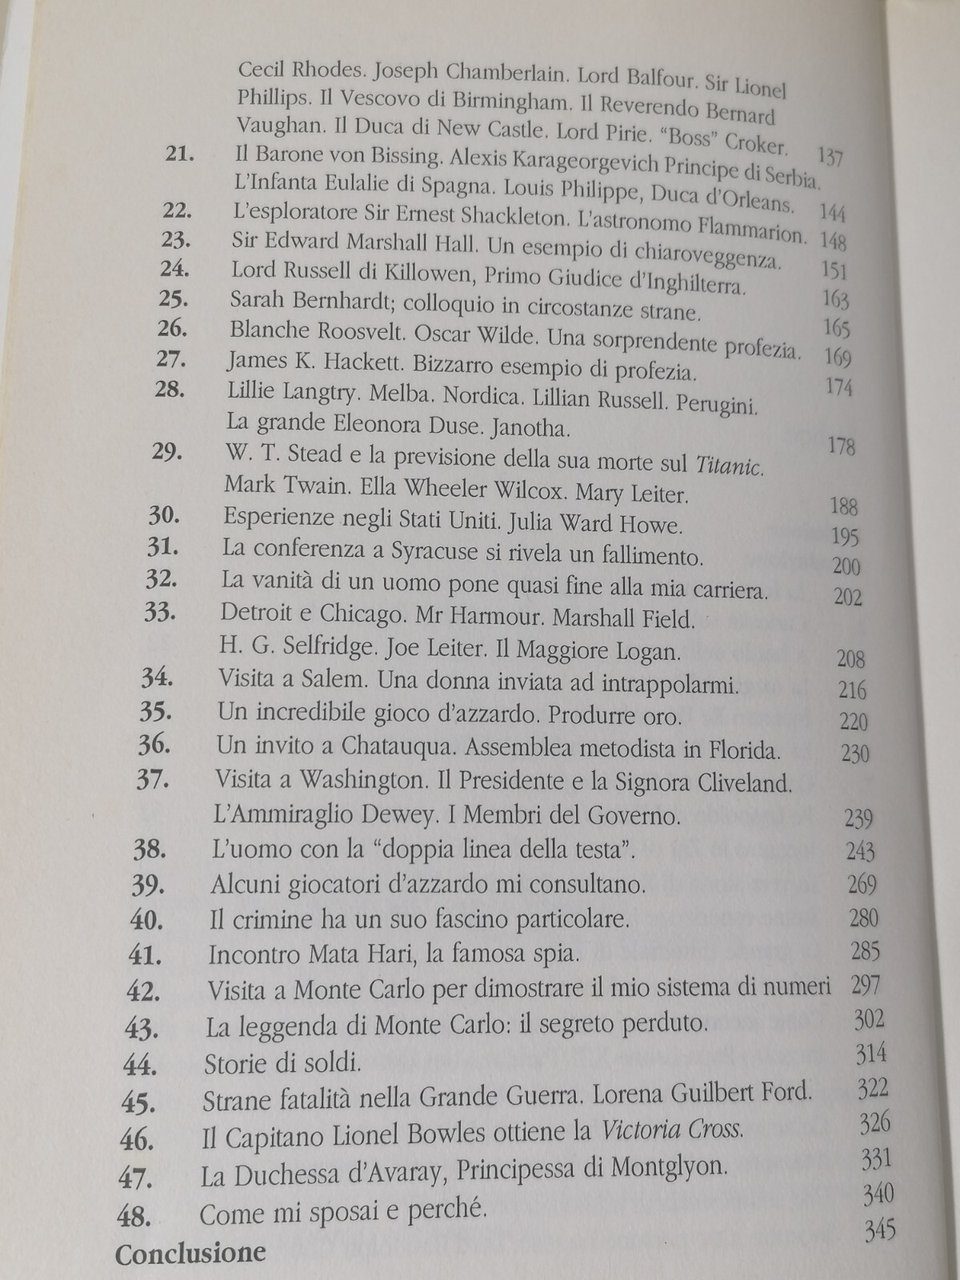 Cecil Rhodes. Joseph Chamberlain. Lord Balfour. Sir Lionel
Phillips. Il Vescovo di Birmingham. Il Reverendo Bernard
Vaughan. Il Duca di New Castle. Lord Pirie. “Boss” Croker. 137
21. Il Barone von Bissing. Alexis Karageorgevich Principe di Serbia.
L’Infanta Eulalie di Spagna. Louis Philippe, Duca d’Orleans. 144
22. L’esploratore Sir Ernest Shackleton. L’astronomo Flammarion. 148
23. Sir Edward Marshall Hall. Un esempio di chiaroveggenza. 151
24. Lord Russell di Killowen, Primo Giudice d’Inghilterra. 163
25. Sarah Bernhardt; colloquio in circostanze strane. 165
26. Blanche Roosvelt. Oscar Wilde. Una sorprendente profezia. 169
27. James K. Hackett. Bizzarro esempio di profezia. 174
28. Lillie Langtry. Melba. Nordica. Lillian Russell. Perugini.
La grande Eleonora Duse. Janotha. 178
29. W. T. Stead e la previsione della sua morte sul Titanic.
Mark Twain. Ella Wheeler Wilcox. Mary Leiter. 188
30. Esperienze negli Stati Uniti. Julia Ward Howe. 195
31. La conferenza a Syracuse si rivela un fallimento. 200
32. La vanità di un uomo pone quasi fine alla mia carriera. 202
33. Detroit e Chicago. Mr Harmour. Marshall Field.
H. G. Selfridge. Joe Leiter. Il Maggiore Logan. 208
34. Visita a Salem. Una donna inviata ad intrappolarmi. 216
35. Un incredibile gioco d’azzardo. Produrre oro. 220
36. Un invito a Chatauqua. Assemblea metodista in Florida. 230
37. Visita a Washington. Il Presidente e la Signora Cliveland.
L’Ammiraglio Dewey. I Membri del Governo. 239
38. L’uomo con la “doppia linea della testa”. 243
39. Alcuni giocatori d’azzardo mi consultano. 269
40. Il crimine ha un suo fascino particolare. 280
41. Incontro Mata Hari, la famosa spia. 285
42. Visita a Monte Carlo per dimostrare il mio sistema di numeri 297
43. La leggenda di Monte Carlo: il segreto perduto. 302
44. Storie di soldi. 314
45. Strane fatalità nella Grande Guerra. Lorena Guilbert Ford. 322
46. Il Capitano Lionel Bowles ottiene la Victoria Cross. 326
47. La Duchessa d’Avaray, Principessa di Montglyon. 331
48. Come mi sposai e perché. 340
Conclusione 345